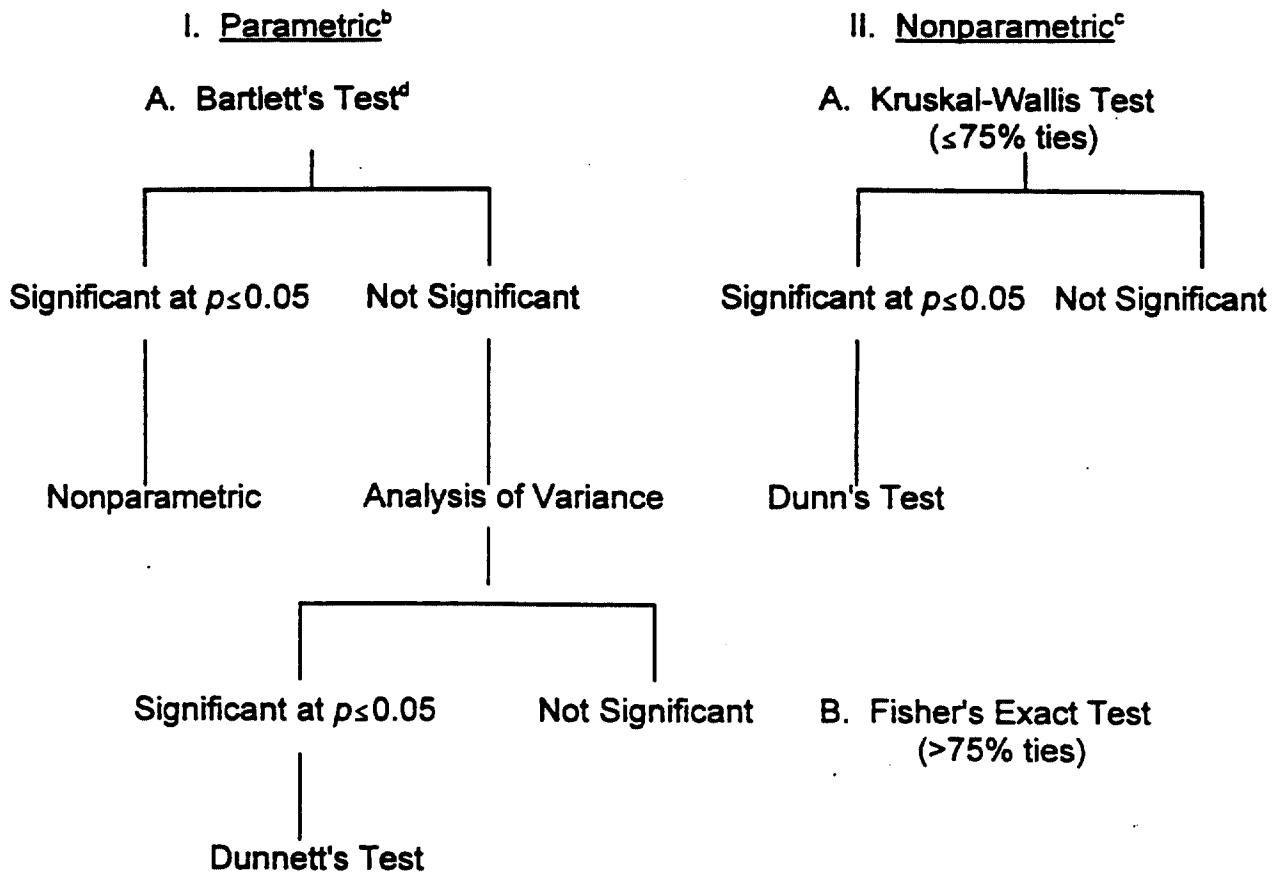 I. Parametricᵇ
II. Nonparametricᶜ
A. Bartlett's Testᵈ
A. Kruskal-Wallis Test
(≤75% ties)
Significant at p≤0.05
Not Significant
Significant at p≤0.05
Not Significant
Nonparametric
Analysis of Variance
Dunn's Test
Significant at p≤0.05
Not Significant
B. Fisher's Exact Test
(>75% ties)
Dunnett's Test